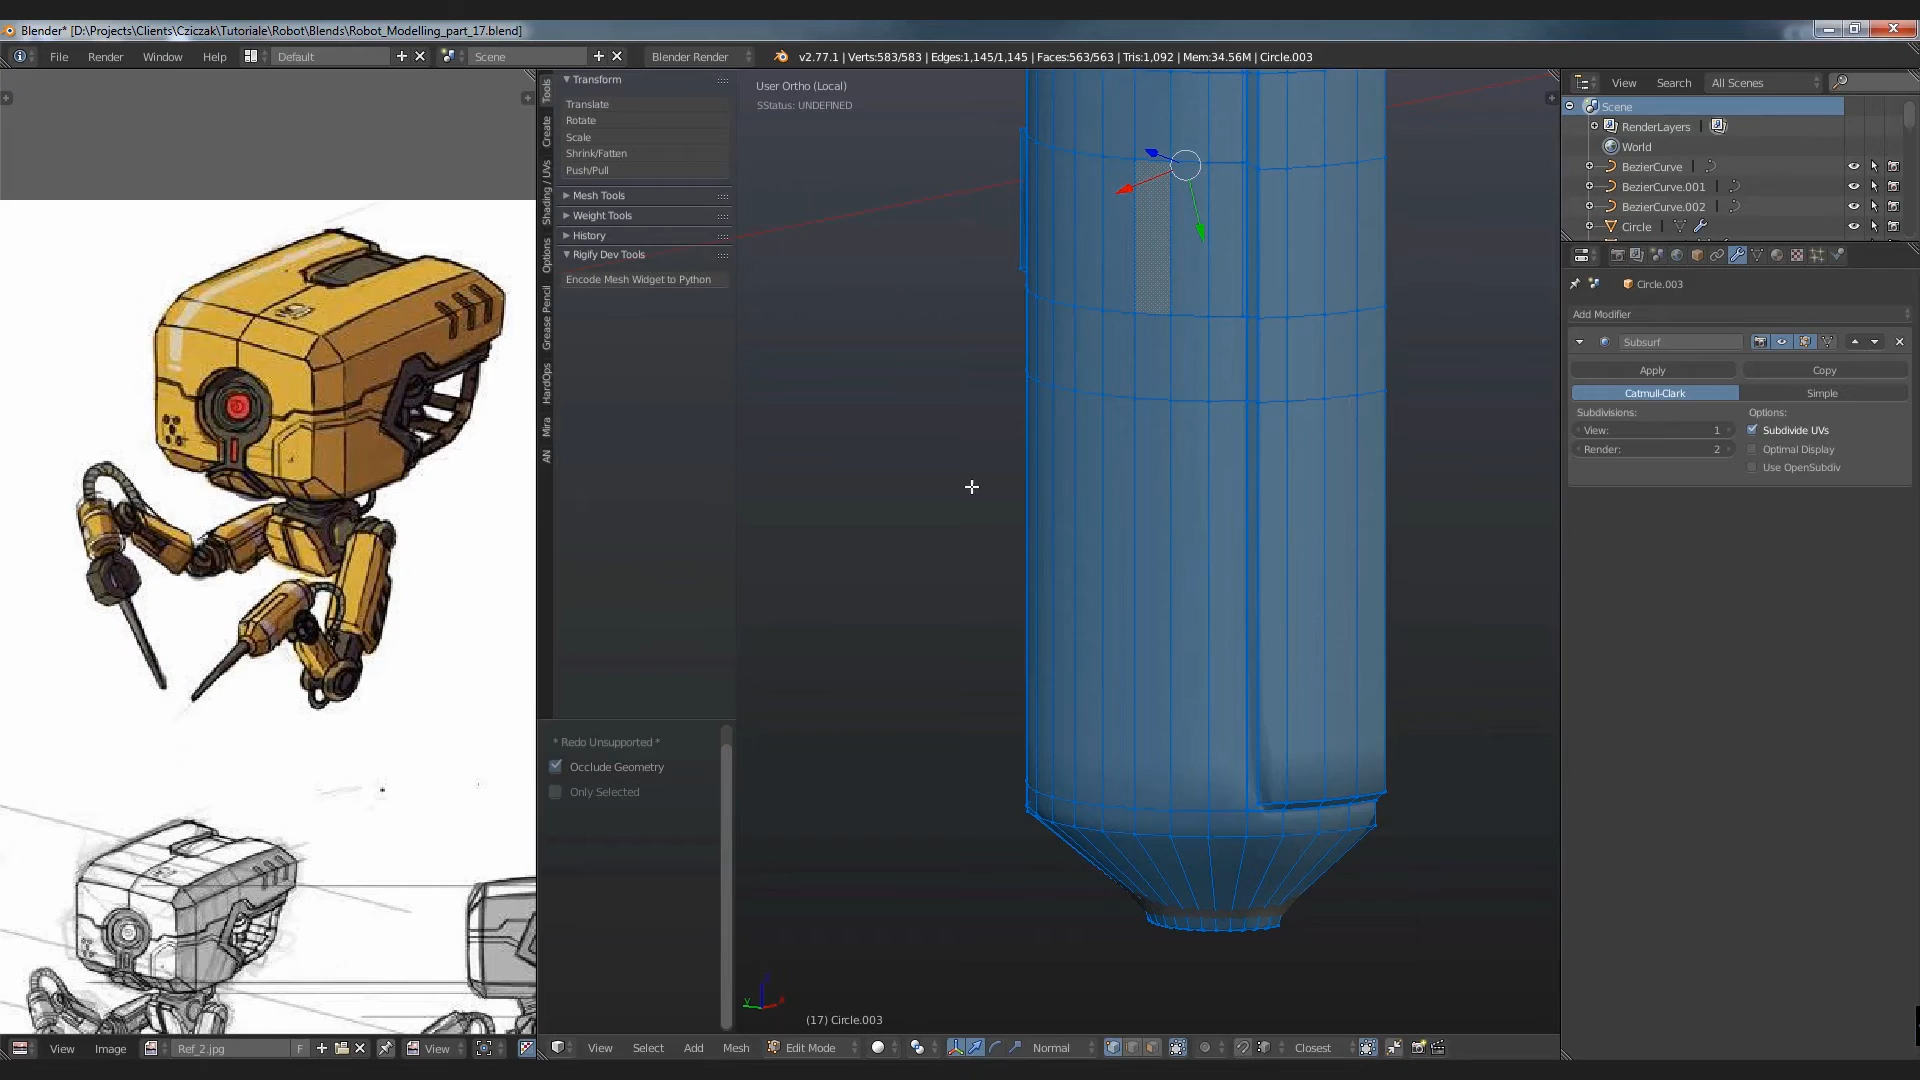 Blender* [D:\Projects\Clients\Cziczak\Tutoriale\Robot\Blends\Robot_Modelling_part_17.blend]
File Render Window Help Default Scene Blender Render v2.77.1 | Verts:583/583 | Edges:1,145/1,145 | Faces:563/563 | Tris:1,092 | Mem:34.56M | Circle.003
Tools
Create
Shading / UVs
Options
Grease Pencil
HardOps
Mira
AN
Transform
Translate
Rotate
Scale
Shrink/Fatten
Push/Pull
Mesh Tools
Weight Tools
History
Rigify Dev Tools
Encode Mesh Widget to Python
* Redo Unsupported *
Occlude Geometry
Only Selected
User Ortho (Local)
SStatus: UNDEFINED
(17) Circle.003
View Search All Scenes
Scene
RenderLayers
World
BezierCurve
BezierCurve.001
BezierCurve.002
Circle
Circle.003
Add Modifier
Subsurf
Apply Copy
Catmull-Clark Simple
Subdivisions: Options:
View: 1 Subdivide UVs
Render: 2 Optimal Display
Use OpenSubdiv
View Image Ref_2.jpg F View
View Select Add Mesh Edit Mode Normal Closest